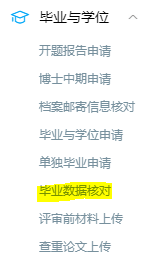 毕业与学位
开题报告申请
博士中期申请
档案邮寄信息核对
毕业与学位申请
单独毕业申请
毕业数据核对
评审前材料上传
查重论文上传